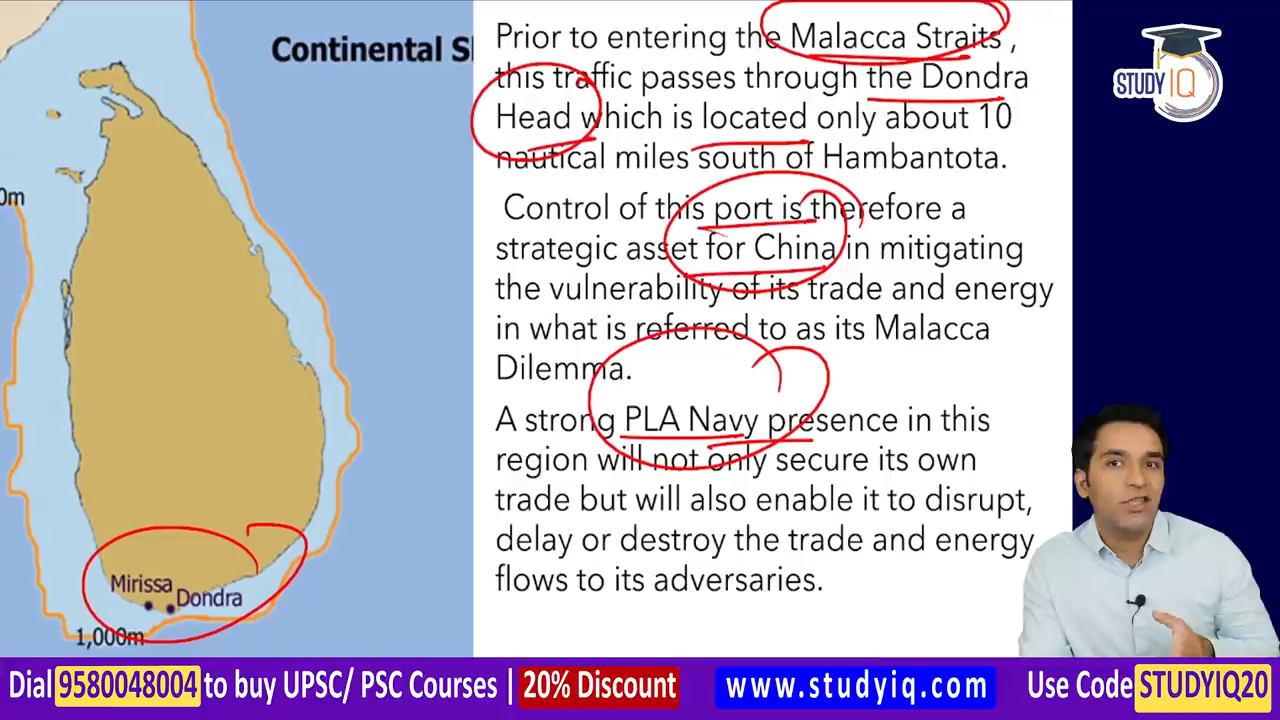 Continental S
Prior to entering the Malacca Straits ,
this traffic passes through the Dondra
Head which is located only about 10
nautical miles south of Hambantota.
Control of this port is therefore a
strategic asset for China in mitigating
the vulnerability of its trade and energy
in what is referred to as its Malacca
Dilemma.
A strong PLA Navy presence in this
region will not only secure its own
trade but will also enable it to disrupt,
delay or destroy the trade and energy
flows to its adversaries.
STUDY IQ
0m
Mirissa
Dondra
1,000m
Dial 9580048004 to buy UPSC/ PSC Courses | 20% Discount www.studyiq.com Use Code STUDYIQ20